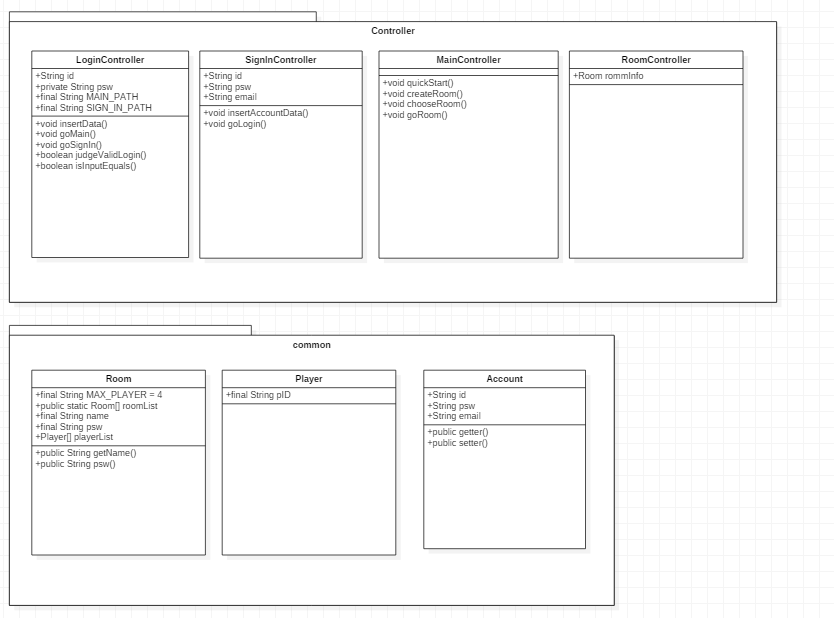 Controller
LoginController
+String id
+private String psw
+final String MAIN_PATH
+final String SIGN_IN_PATH
+void insertData()
+void goMain()
+void goSignIn()
+boolean judgeValidLogin()
+boolean isInputEquals()
SignInController
+String id
+String psw
+String email
+void insertAccountData()
+void goLogin()
MainController
+void quickStart()
+void createRoom()
+void chooseRoom()
+void goRoom()
RoomController
+Room rommInfo
common
Room
+final String MAX_PLAYER = 4
+public static Room[] roomList
+final String name
+final String psw
+Player[] playerList
+public String getName()
+public String psw()
Player
+final String pID
Account
+String id
+String psw
+String email
+public getter()
+public setter()